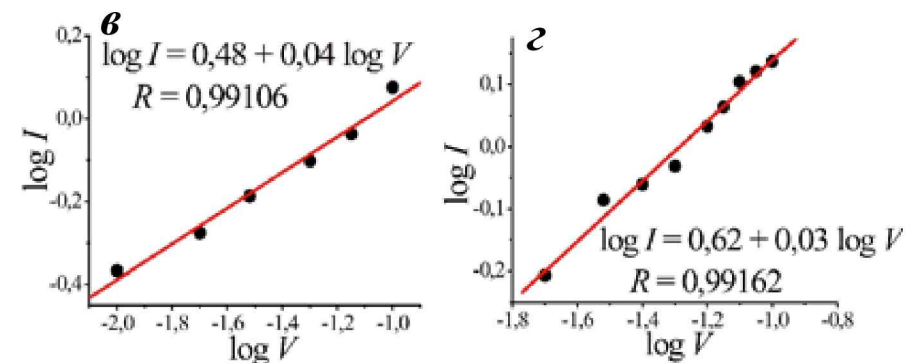 в
log I = 0,48 + 0,04 log V
R = 0,99106
0,2
0,0
-0,2
-0,4
log I
-2,0 -1,8 -1,6 -1,4 -1,2 -1,0
log V
г
0,1
0,0
-0,1
-0,2
log I
log I = 0,62 + 0,03 log V
R = 0,99162
-1,8 -1,6 -1,4 -1,2 -1,0 -0,8
log V